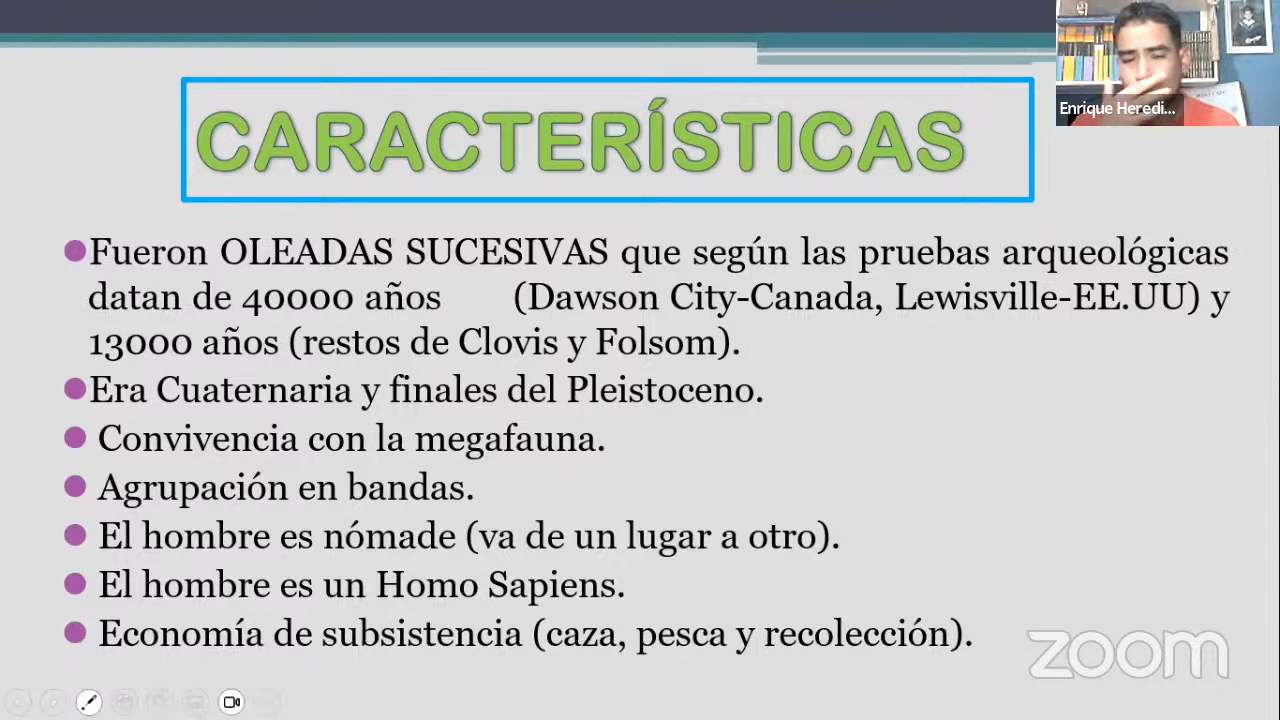 CARACTERÍSTICAS
Enrique Heredi...
Fueron OLEADAS SUCESIVAS que según las pruebas arqueológicas
datan de 40000 años (Dawson City-Canada, Lewisville-EE.UU) y
13000 años (restos de Clovis y Folsom).
Era Cuaternaria y finales del Pleistoceno.
Convivencia con la megafauna.
Agrupación en bandas.
El hombre es nómade (va de un lugar a otro).
El hombre es un Homo Sapiens.
Economía de subsistencia (caza, pesca y recolección).
zoom